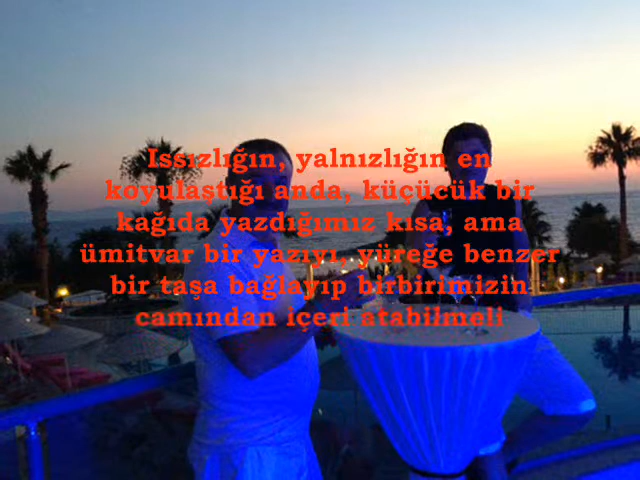 Issızlığın, yalnızlığın en
koyulaştığı anda, küçücük bir
kağıda yazdığımız kısa, ama
ümitvar bir yazıyı, yüreğe benzer
bir taşa bağlayıp birbirimizin
camından içeri atabilmeli